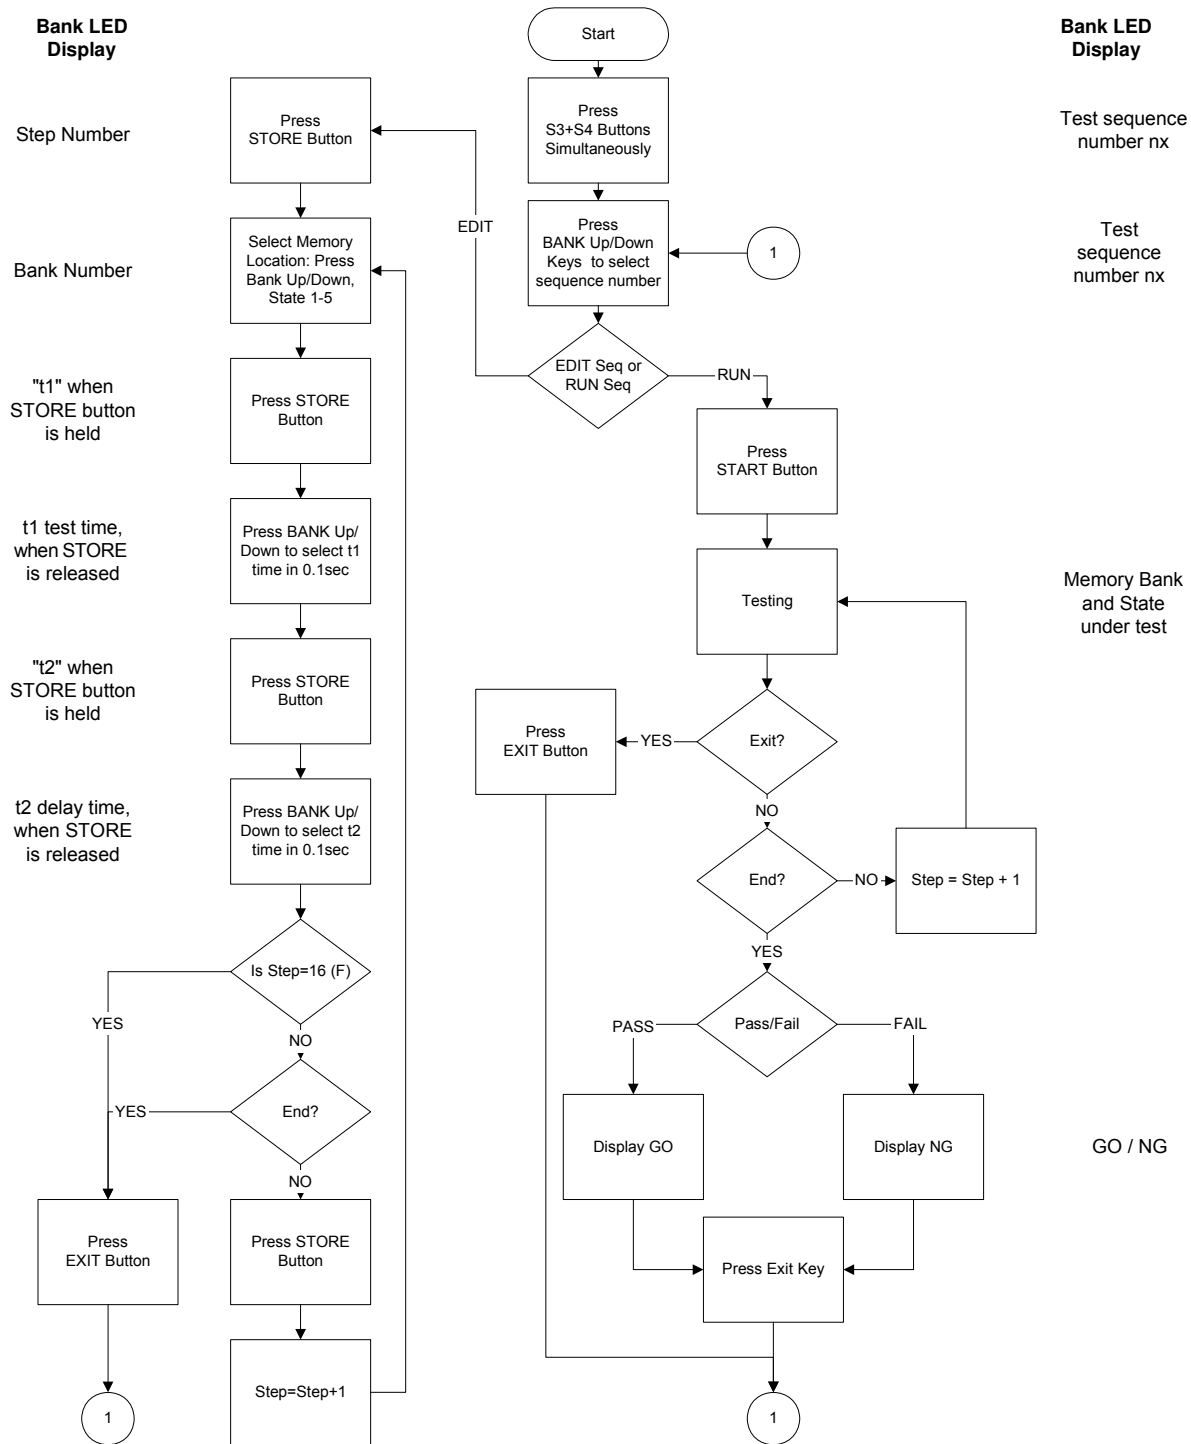 Bank LED
Display
Start
Bank LED
Display
Step Number
Press
STORE Button
Press
S3+S4 Buttons
Simultaneously
Test sequence
number nx
EDIT
Bank Number
Select Memory
Location: Press
Bank Up/Down,
State 1-5
Press
BANK Up/Down
Keys to select
sequence number
1
Test
sequence
number nx
"t1" when
STORE button
is held
Press STORE
Button
EDIT Seq or
RUN Seq
RUN
Press
START Button
t1 test time,
when STORE
is released
Press BANK Up/
Down to select t1
time in 0.1sec
Testing
Memory Bank
and State
under test
"t2" when
STORE button
is held
Press STORE
Button
Press
EXIT Button
YES
Exit?
NO
t2 delay time,
when STORE
is released
Press BANK Up/
Down to select t2
time in 0.1sec
End?
NO
Step = Step + 1
YES
Is Step=16 (F)
YES
NO
PASS
Pass/Fail
FAIL
YES
End?
NO
Display GO
Display NG
GO / NG
Press
EXIT Button
Press STORE
Button
Press Exit Key
1
Step=Step+1
1